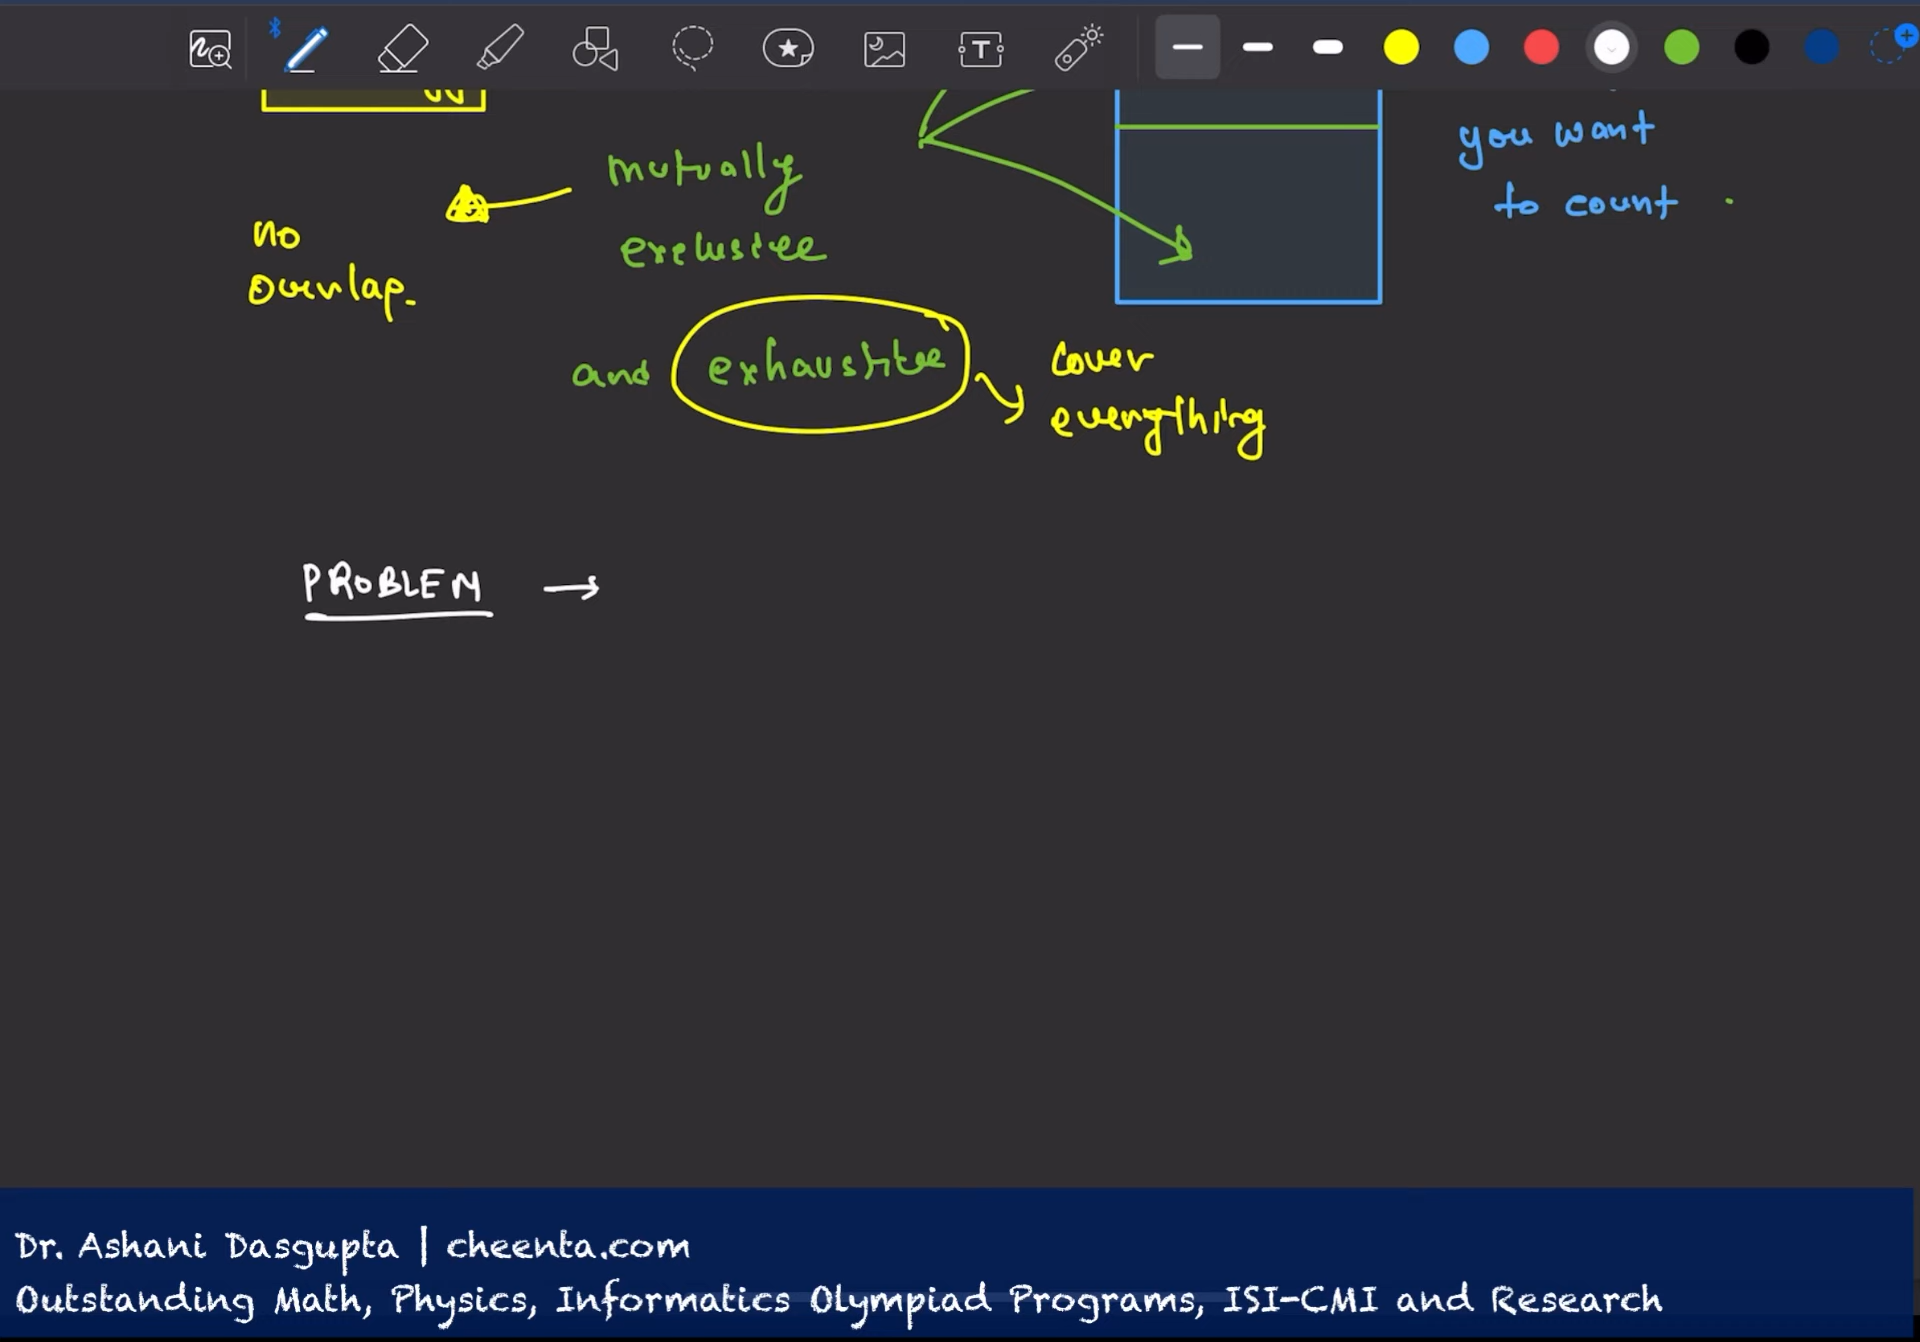 you want
to count
mutually
exclusive
no
overlap.
and exhaustive
cover
everything
PROBLEM →
Dr. Ashani Dasgupta | cheenta.com
Outstanding Math, Physics, Informatics Olympiad Programs, ISI-CMI and Research